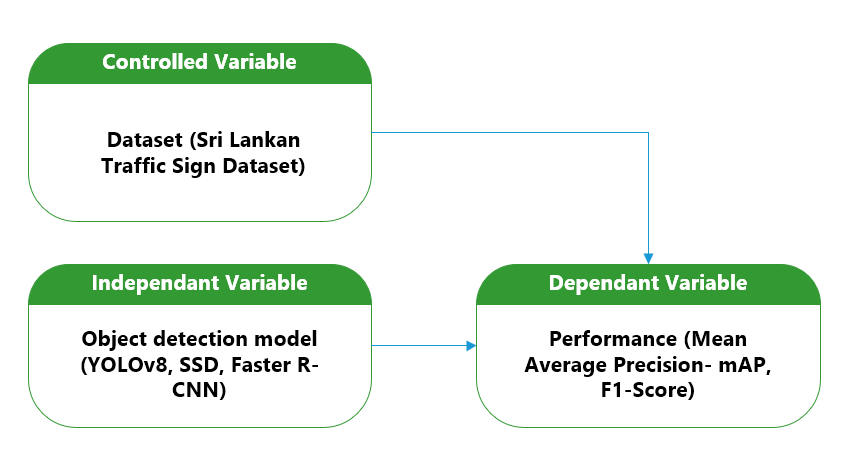 Controlled Variable
Dataset (Sri Lankan
Traffic Sign Dataset)
Independant Variable
Object detection model
(YOLOv8, SSD, Faster R-
CNN)
Dependant Variable
Performance (Mean
Average Precision- mAP,
F1-Score)